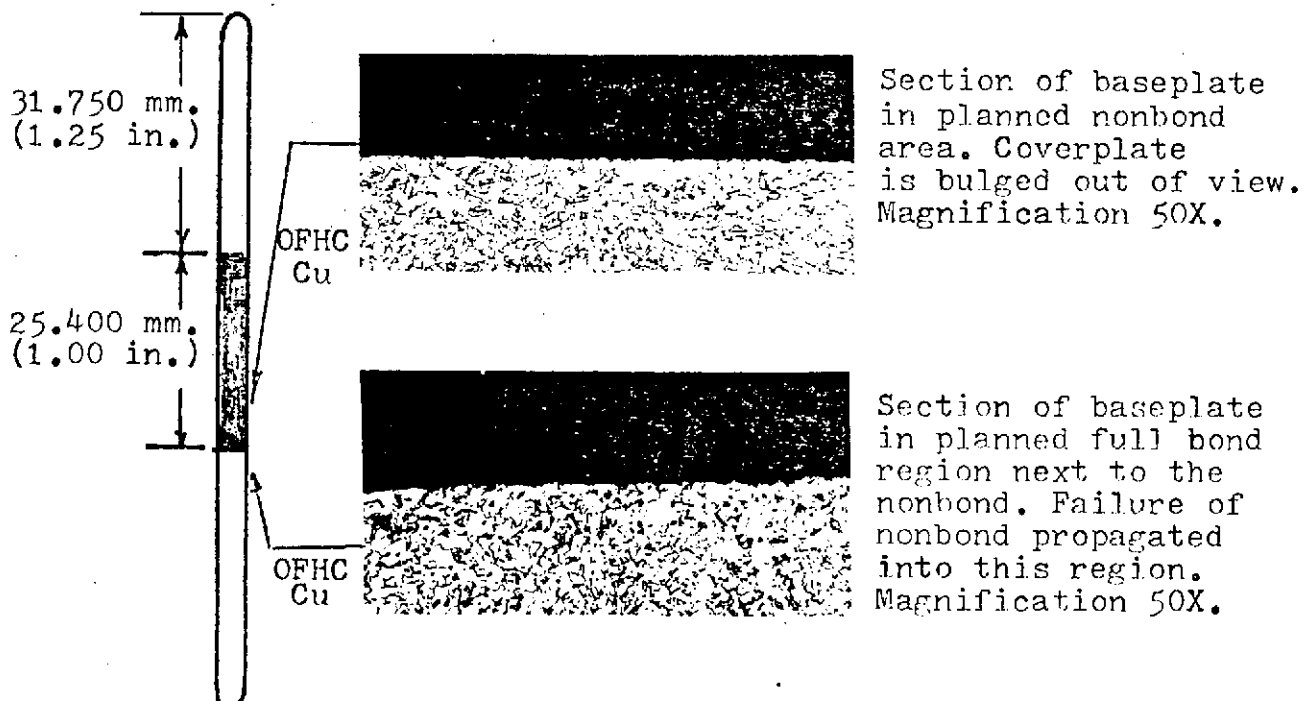 31.750 mm.
(1.25 in.)
25.400 mm.
(1.00 in.)
OFHC
Cu
Section of baseplate
in planned nonbond
area. Coverplate
is bulged out of view.
Magnification 50X.
OFHC
Cu
Section of baseplate
in planned full bond
region next to the
nonbond. Failure of
nonbond propagated
into this region.
Magnification 50X.